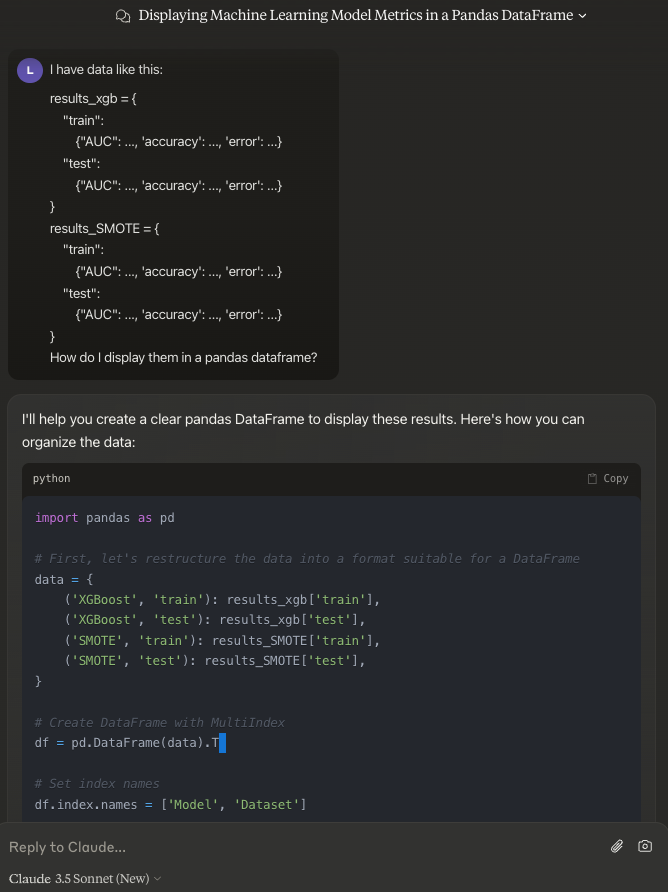 Displaying Machine Learning Model Metrics in a Pandas DataFrame
L
I have data like this:
results_xgb = {
"train":
{"AUC": ..., 'accuracy': ..., 'error': ...}
"test":
{"AUC": ..., 'accuracy': ..., 'error': ...}
}
results_SMOTE = {
"train":
{"AUC": ..., 'accuracy': ..., 'error': ...}
"test":
{"AUC": ..., 'accuracy': ..., 'error': ...}
}
How do I display them in a pandas dataframe?
I'll help you create a clear pandas DataFrame to display these results. Here's how you can
organize the data:
python
Copy
import pandas as pd
# First, let's restructure the data into a format suitable for a DataFrame
data = {
('XGBoost', 'train'): results_xgb['train'],
('XGBoost', 'test'): results_xgb['test'],
('SMOTE', 'train'): results_SMOTE['train'],
('SMOTE', 'test'): results_SMOTE['test'],
}
# Create DataFrame with MultiIndex
df = pd.DataFrame(data).T
# Set index names
df.index.names = ['Model', 'Dataset']
Reply to Claude...
Claude 3.5 Sonnet (New)